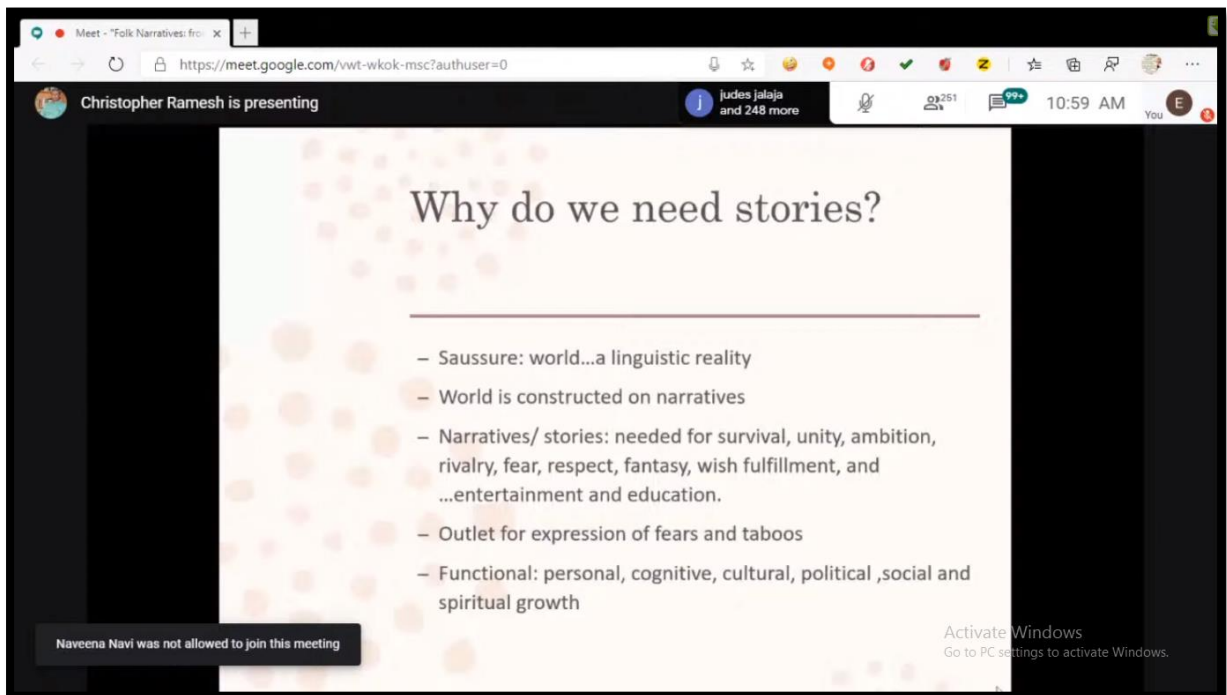 Meet - "Folk Narratives: fro
https://meet.google.com/vwt-wkok-msc?authuser=0
Christopher Ramesh is presenting
j
judes jalaja
and 248 more
251
99+
10:59 AM
You
E
Why do we need stories?
– Saussure: world...a linguistic reality
– World is constructed on narratives
– Narratives/ stories: needed for survival, unity, ambition,
rivalry, fear, respect, fantasy, wish fulfillment, and
...entertainment and education.
– Outlet for expression of fears and taboos
– Functional: personal, cognitive, cultural, political ,social and
spiritual growth
Naveena Navi was not allowed to join this meeting
Activate Windows
Go to PC settings to activate Windows.